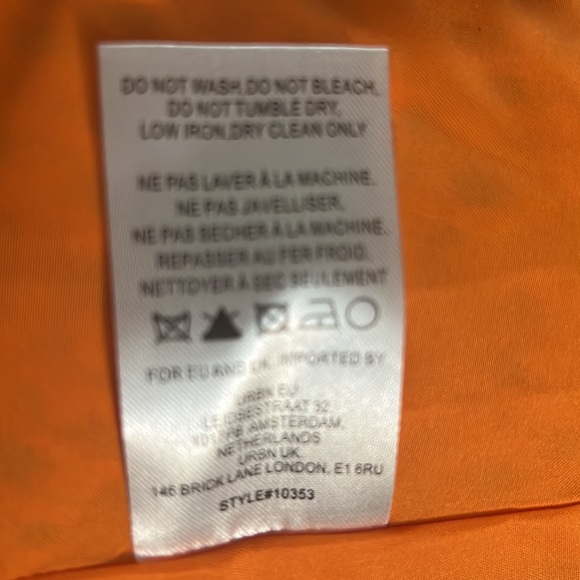 DO NOT WASH,DO NOT BLEACH,
DO NOT TUMBLE DRY,
LOW IRON,DRY CLEAN ONLY
NE PAS LAVER À LA MACHINE.
NE PAS JAVELLISER.
NE PAS SECHER À LA MACHINE.
REPASSER AU FER FROID.
NETTOYER À SEC SEULEMENT
FOR EU AND UK IMPORTED BY
URBN EU
LEIDSESTRAAT 32,
AMSTERDAM,
NETHERLANDS
URBN UK.
146 BRICK LANE LONDON, E1 6RU
STYLE#10353